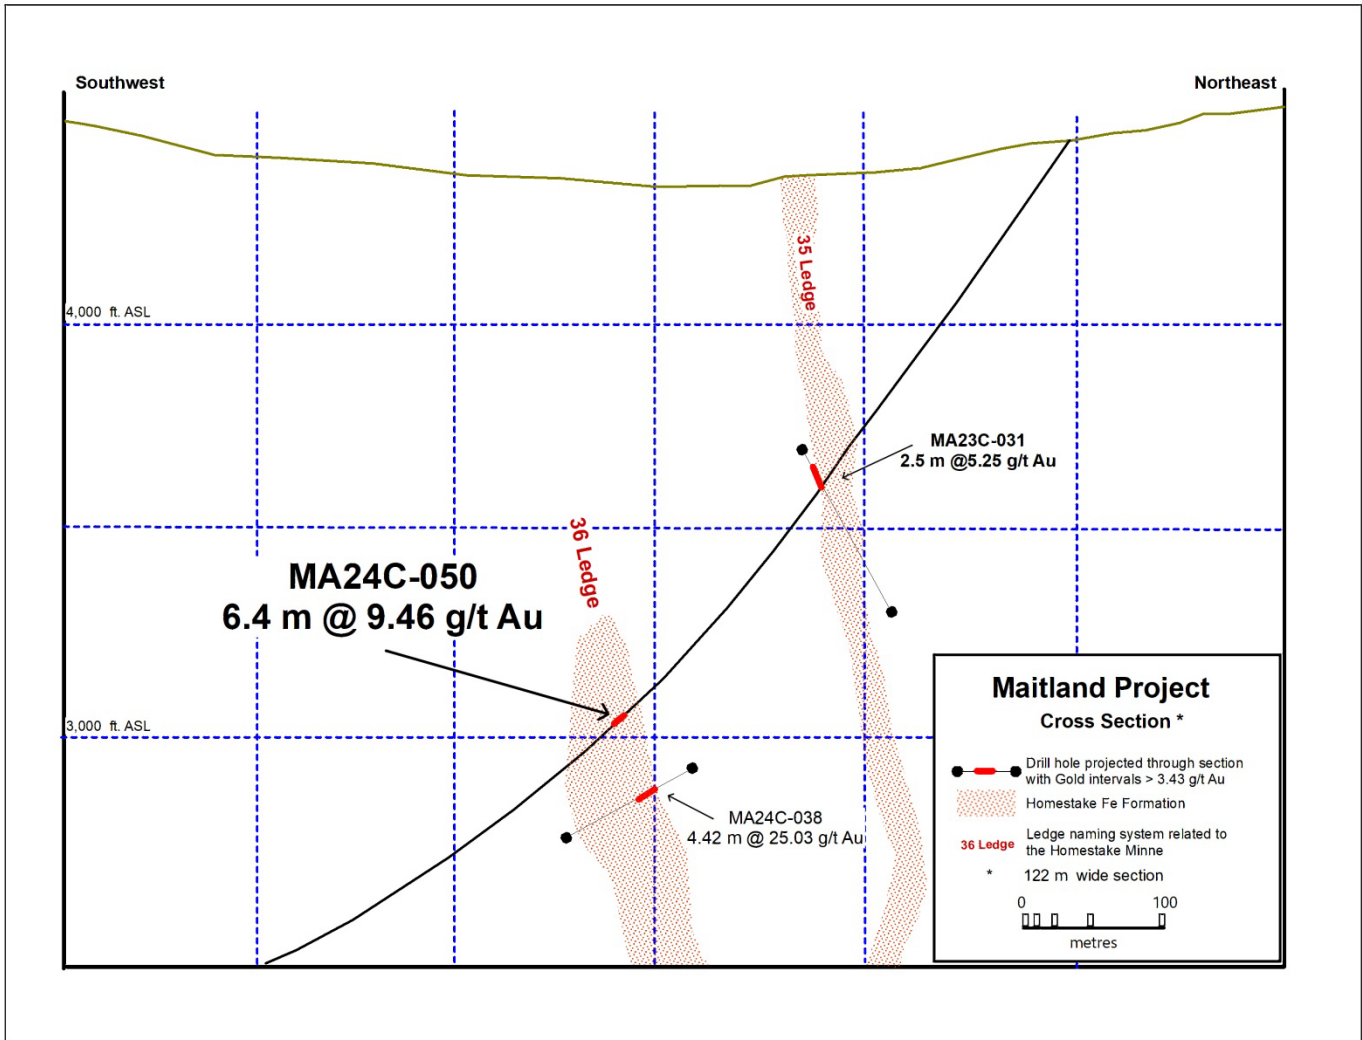 Southwest
Northeast
4,000 ft. ASL
35 Ledge
MA23C-031
2.5 m @5.25 g/t Au
36 Ledge
MA24C-050
6.4 m @ 9.46 g/t Au
3,000 ft. ASL
MA24C-038
4.42 m @ 25.03 g/t Au
Maitland Project
Cross Section *
Drill hole projected through section
with Gold intervals > 3.43 g/t Au
Homestake Fe Formation
36 Ledge
Ledge naming system related to
the Homestake Minne
* 122 m wide section
0 100
metres